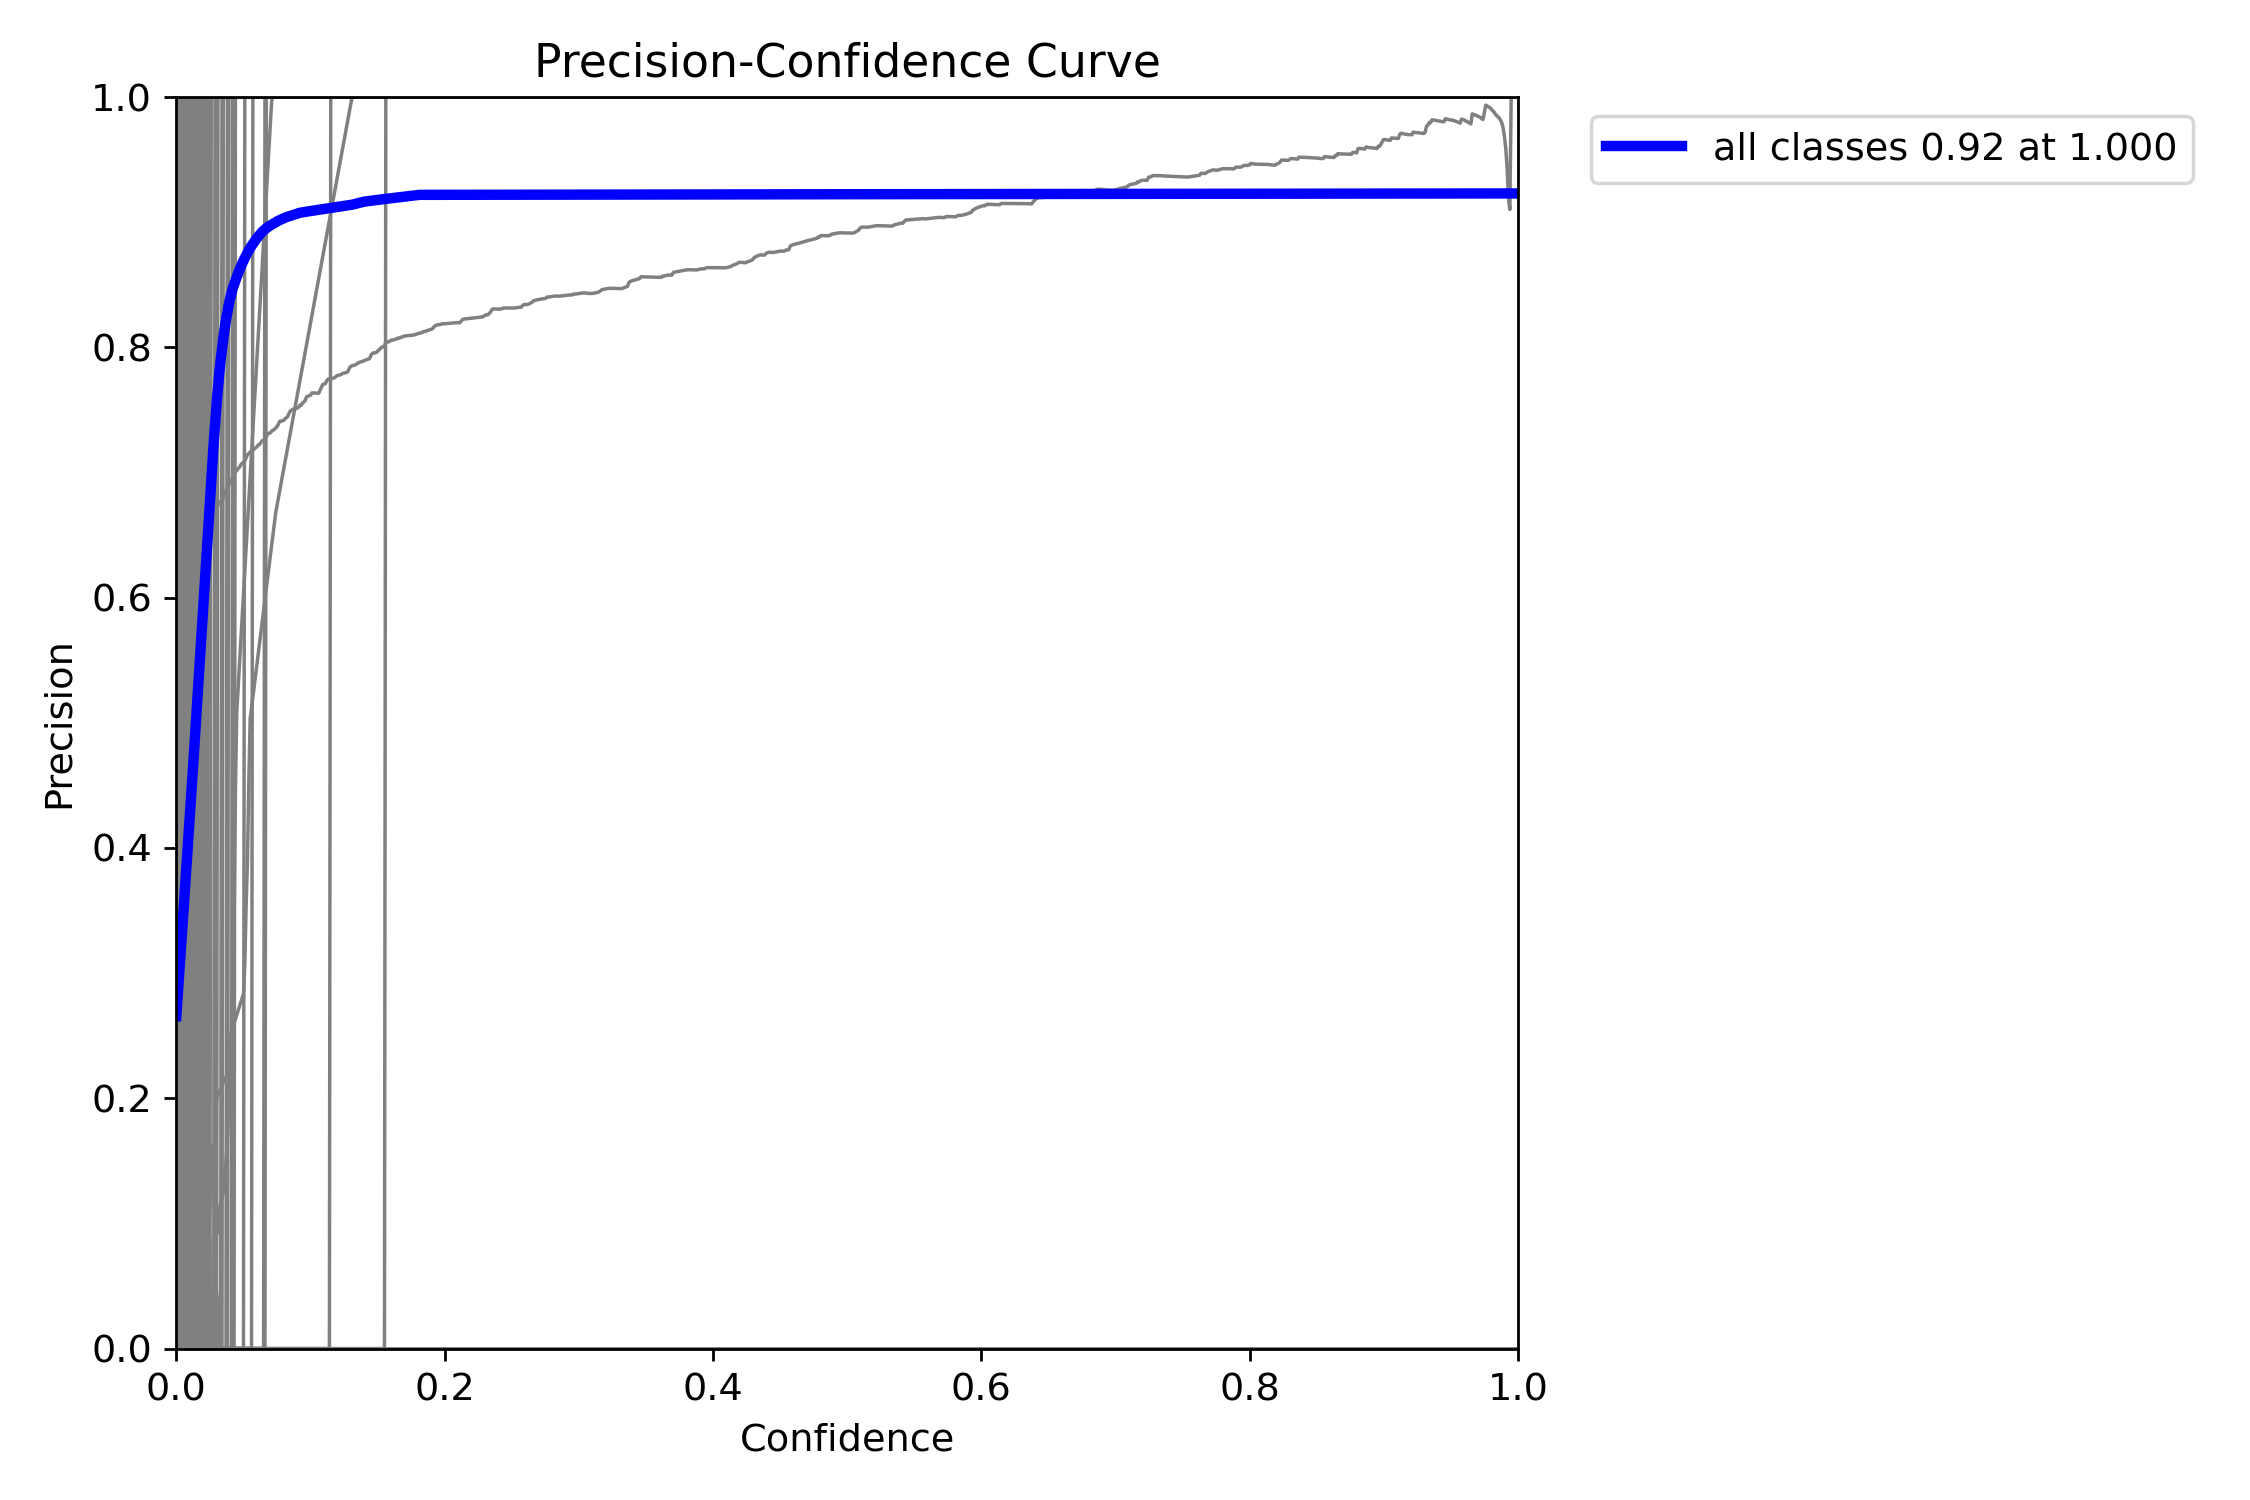 Precision-Confidence Curve
all classes 0.92 at 1.000
Precision
1.0
0.8
0.6
0.4
0.2
0.0
0.0 0.2 0.4 0.6 0.8 1.0
Confidence